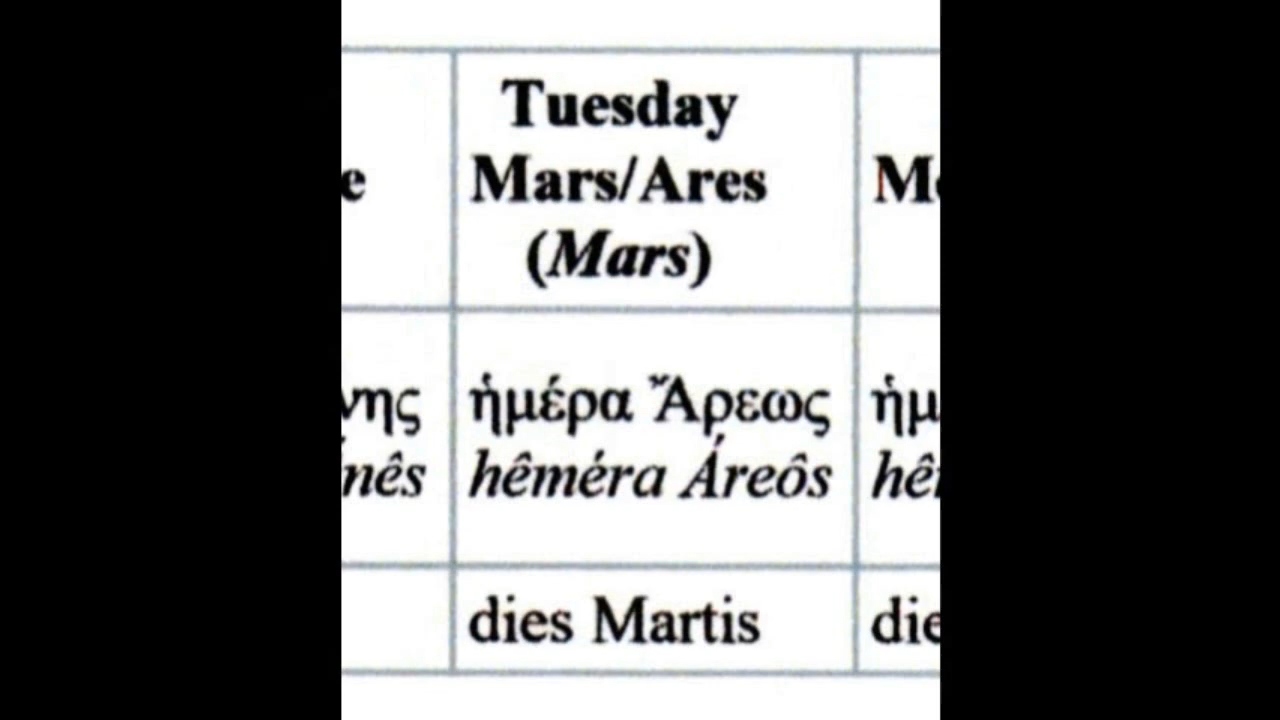 Tuesday
Mars/Ares
(Mars)
ἡμέρα Ἄρεως
hêméra Áreôs
dies Martis